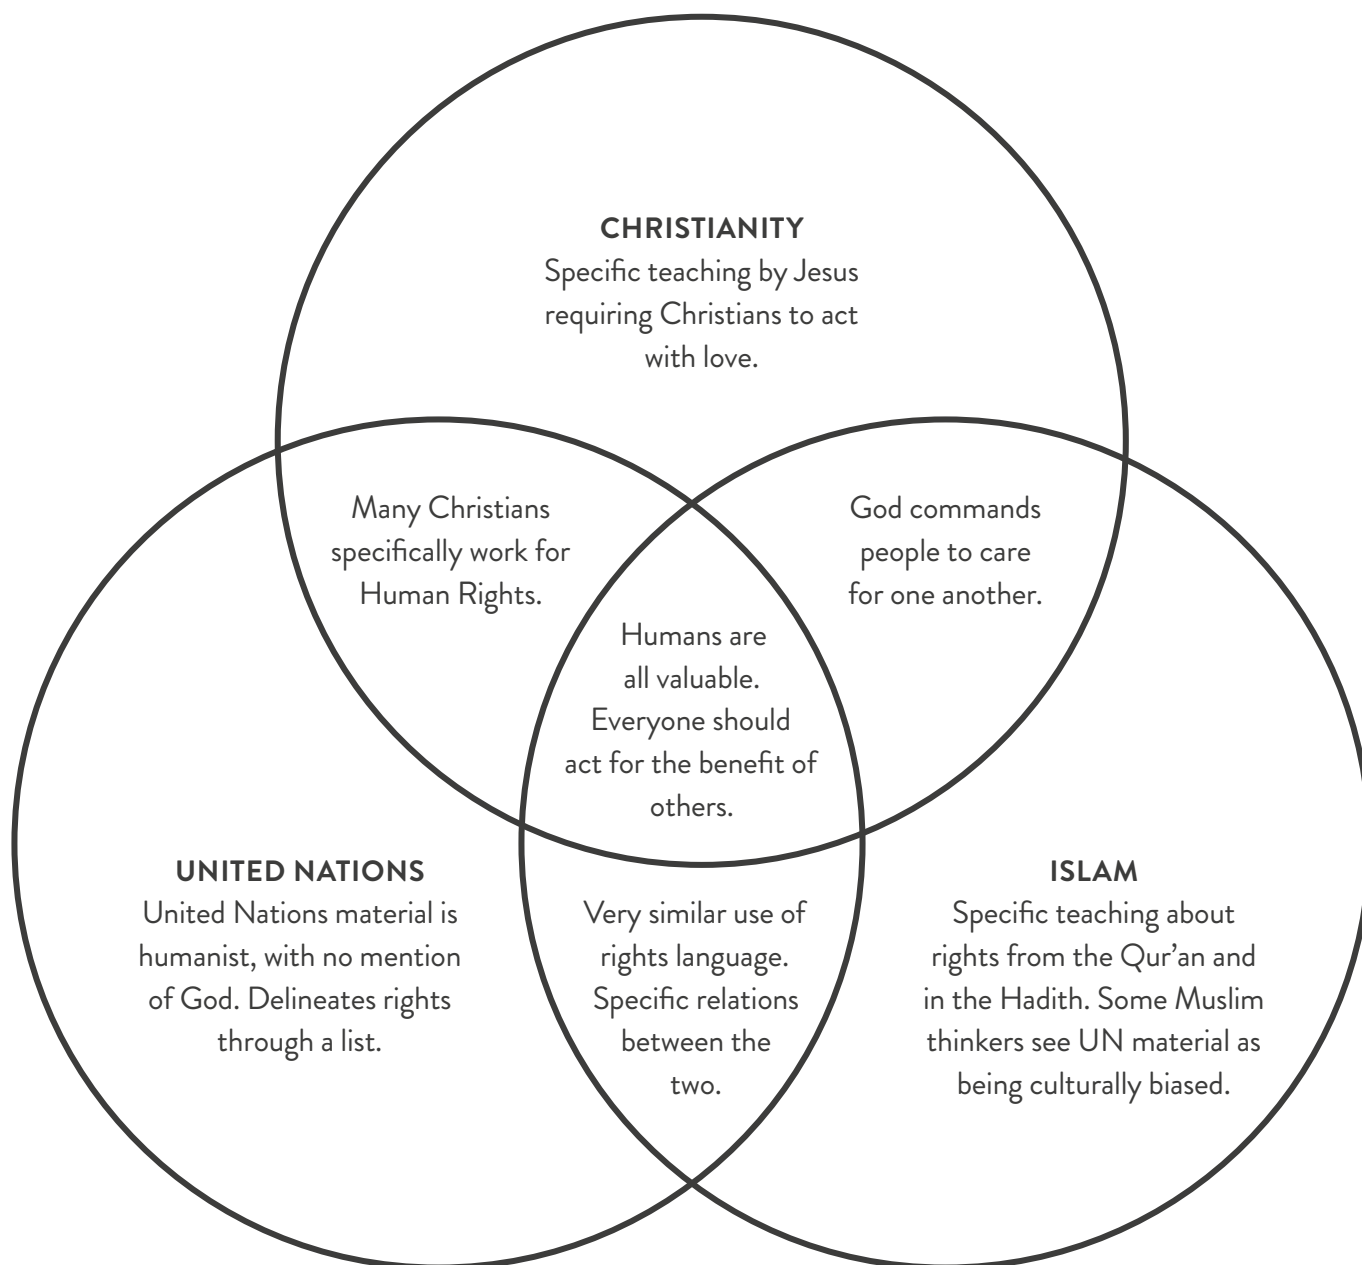 CHRISTIANITY
Specific teaching by Jesus
requiring Christians to act
with love.
Many Christians
specifically work for
Human Rights.
God commands
people to care
for one another.
Humans are
all valuable.
Everyone should
act for the benefit of
others.
UNITED NATIONS
United Nations material is
humanist, with no mention
of God. Delineates rights
through a list.
Very similar use of
rights language.
Specific relations
between the
two.
ISLAM
Specific teaching about
rights from the Qur’an and
in the Hadith. Some Muslim
thinkers see UN material as
being culturally biased.